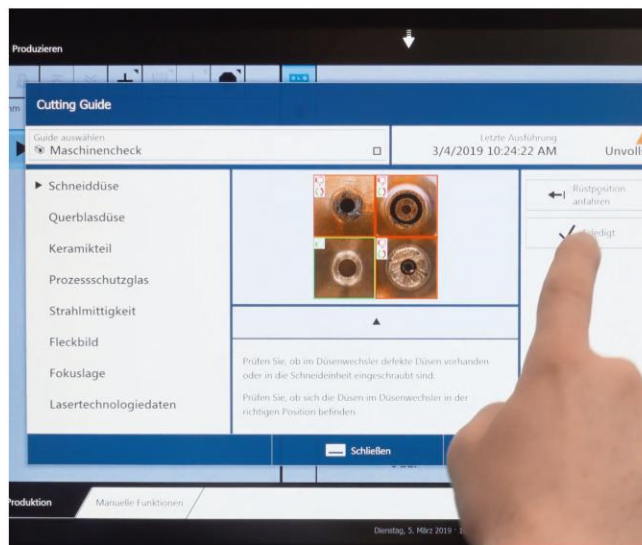 Produzieren
mm
Cutting Guide
Guide auswählen
Maschinencheck
Letzte Ausführung
3/4/2019 10:24:22 AM
Unvoll
Schneiddüse
Querblasdüse
Keramikteil
Prozessschutzglas
Strahlmittigkeit
Fleckbild
Fokuslage
Lasertechnologiedaten
Prüfen Sie, ob im Düsenwechsler defekte Düsen vorhanden
oder in die Schneideinheit eingeschraubt sind.
Prüfen Sie, ob sich die Düsen im Düsenwechsler in der
richtigen Position befinden.
Rüstposition
anfahren
Schließen
Produktion
Manuelle Funktionen
Dienstag, 5. März 2019